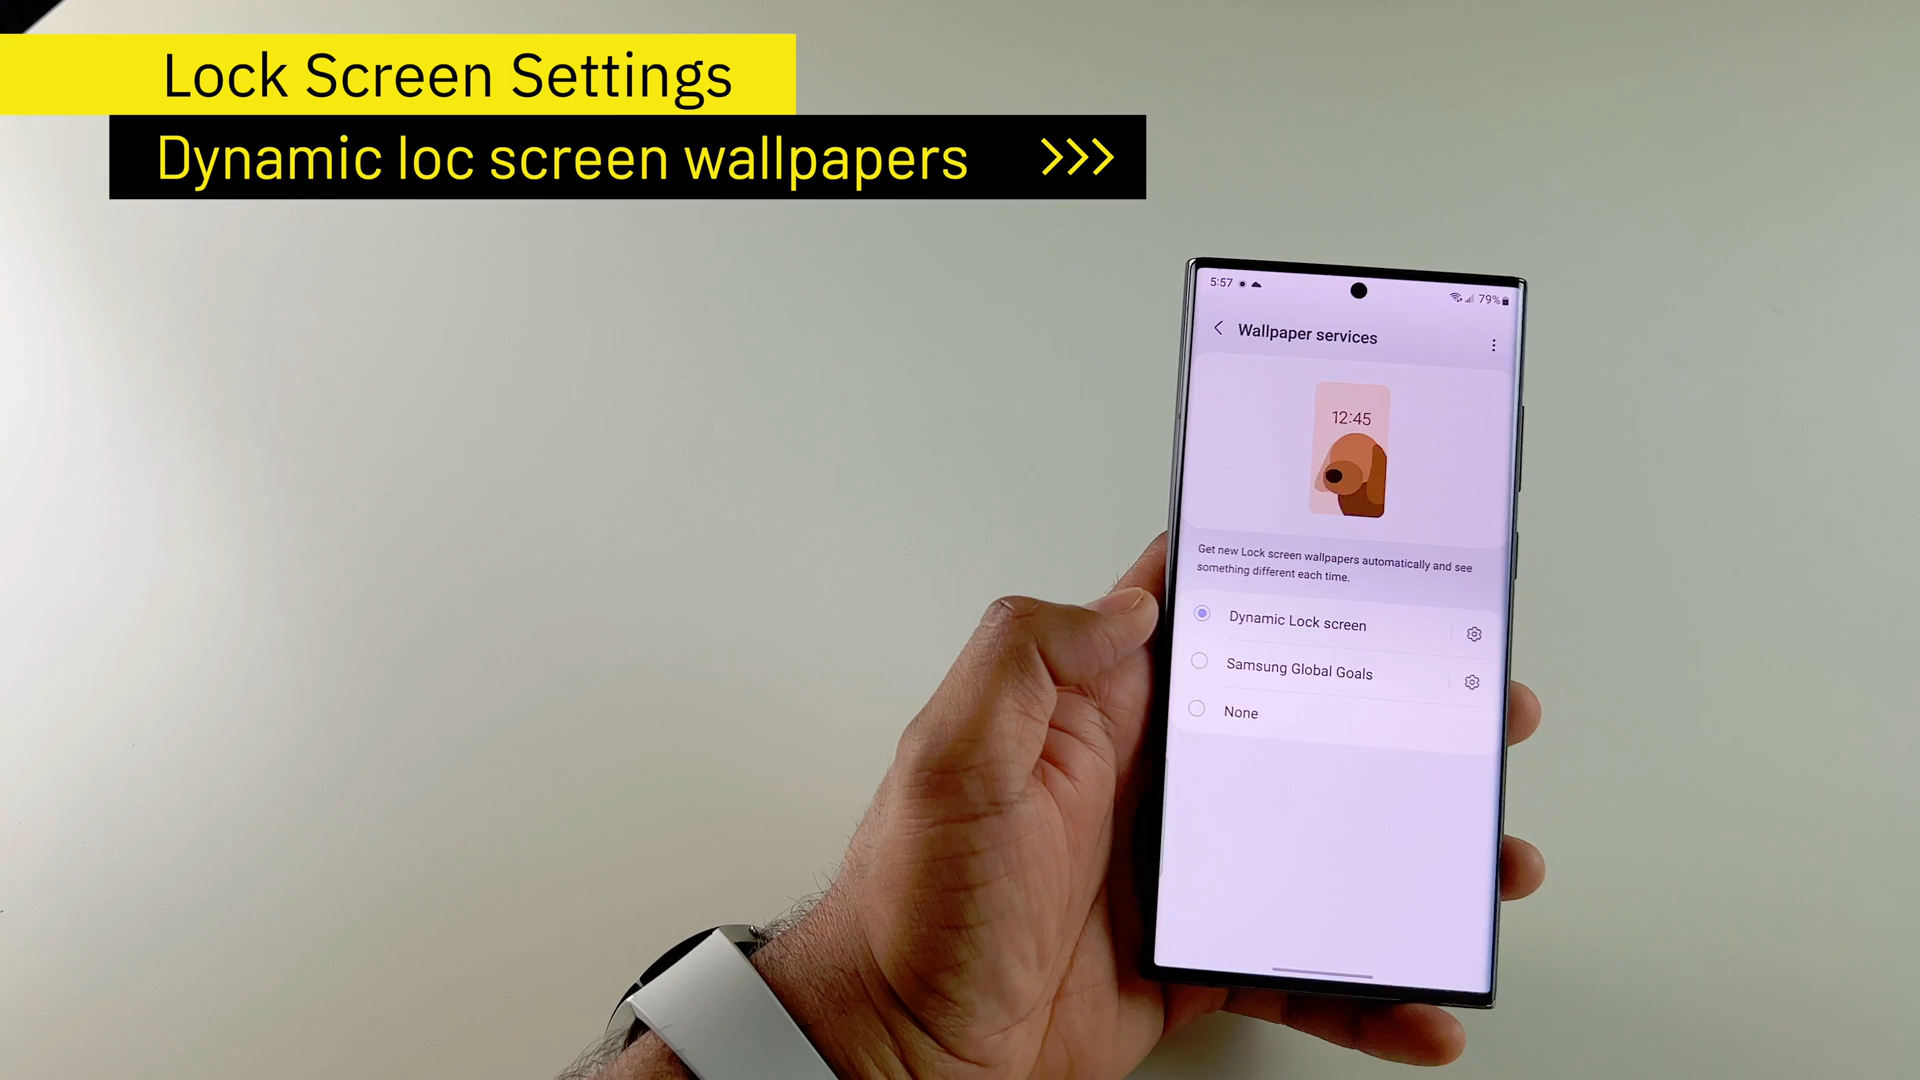 Lock Screen Settings
Dynamic loc screen wallpapers >>>
5:57
79%
Wallpaper services
12:45
Get new Lock screen wallpapers automatically and see
something different each time.
Dynamic Lock screen
Samsung Global Goals
None